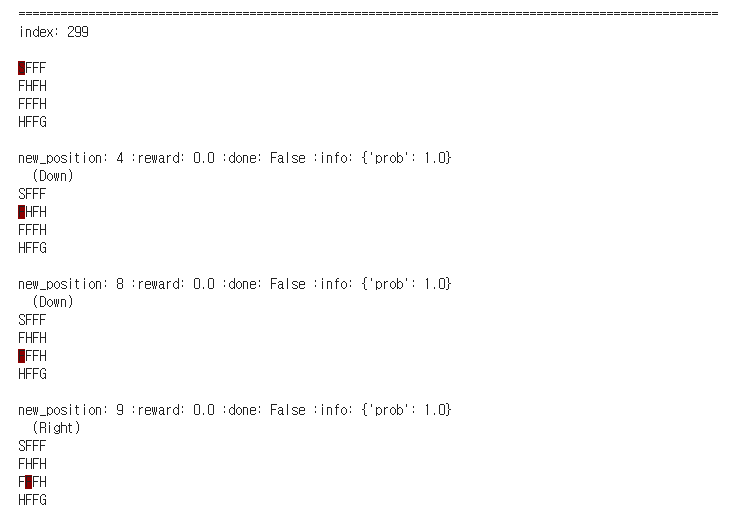 ====================================================================================================
index: 299
FFF
FHFH
FFFH
HFFG
new_position: 4 :reward: 0.0 :done: False :info: {'prob': 1.0}
(Down)
SFFF
HFH
FFFH
HFFG
new_position: 8 :reward: 0.0 :done: False :info: {'prob': 1.0}
(Down)
SFFF
FHFH
FFH
HFFG
new_position: 9 :reward: 0.0 :done: False :info: {'prob': 1.0}
(Right)
SFFF
FHFH
F FH
HFFG